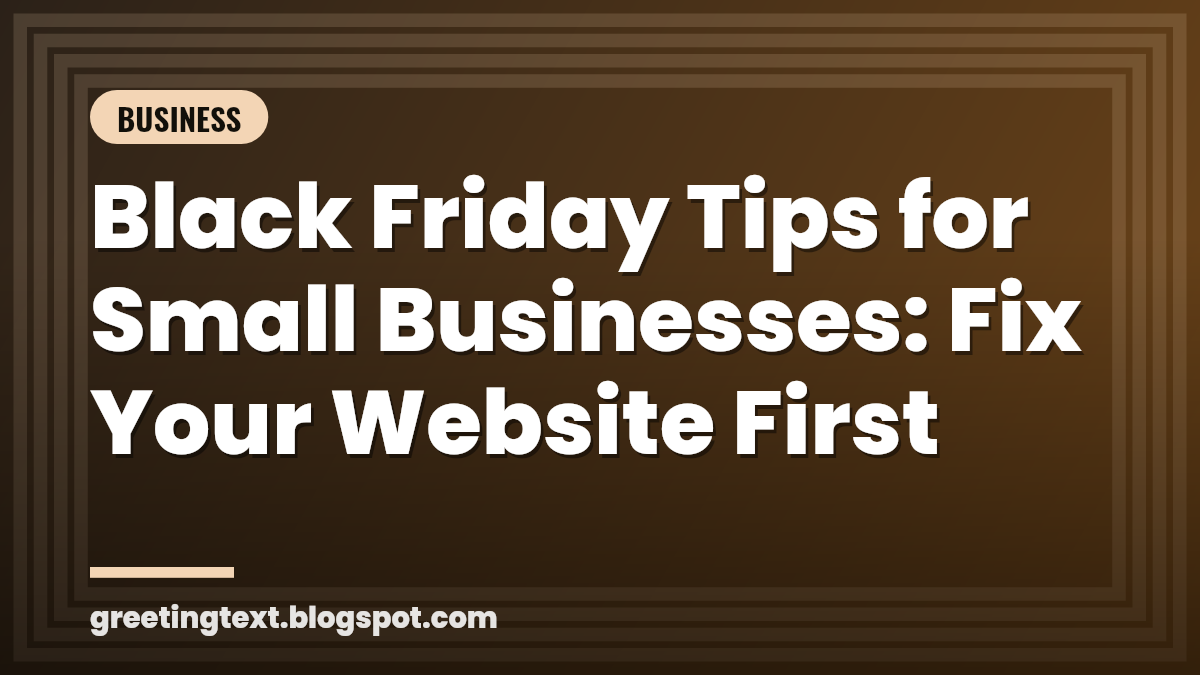 BUSINESS
Black Friday Tips for
Small Businesses: Fix
Your Website First
greetingtext.blogspot.com